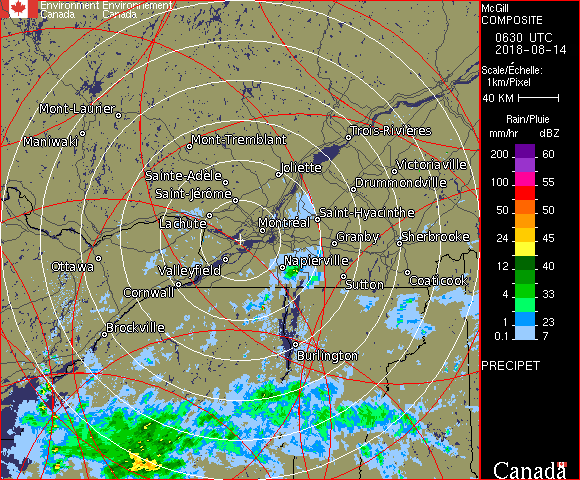 Environment Environnement
Canada Canada
McGill
COMPOSITE
0630 UTC
2018-08-14
Scale/Échelle:
1km/Pixel
40 KM
Rain/Pluie
mm/hr dBZ
200 60
100 55
50 50
24 45
12 40
4 33
1 23
0.1 7
PRECIPET
Canada
Mont-Laurier
Maniwaki
Mont-Tremblant
Trois-Rivières
Joliette
Victoriaville
Sainte-Adèle
Drummondville
Saint-Jérôme
Saint-Hyacinthe
Lachute
Montréal
Granby
Sherbrooke
Ottawa
Valleyfield
Napierville
Coaticook
Sutton
Cornwall
Brockville
Burlington